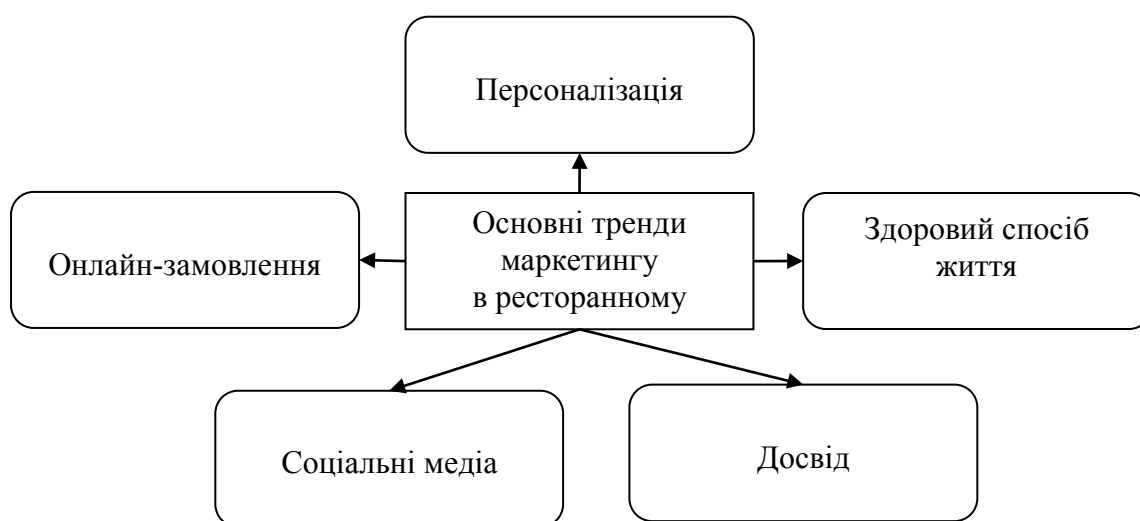 Персоналізація
Онлайн-замовлення
Основні тренди
маркетингу
в ресторанному
Здоровий спосіб
життя
Соціальні медіа
Досвід